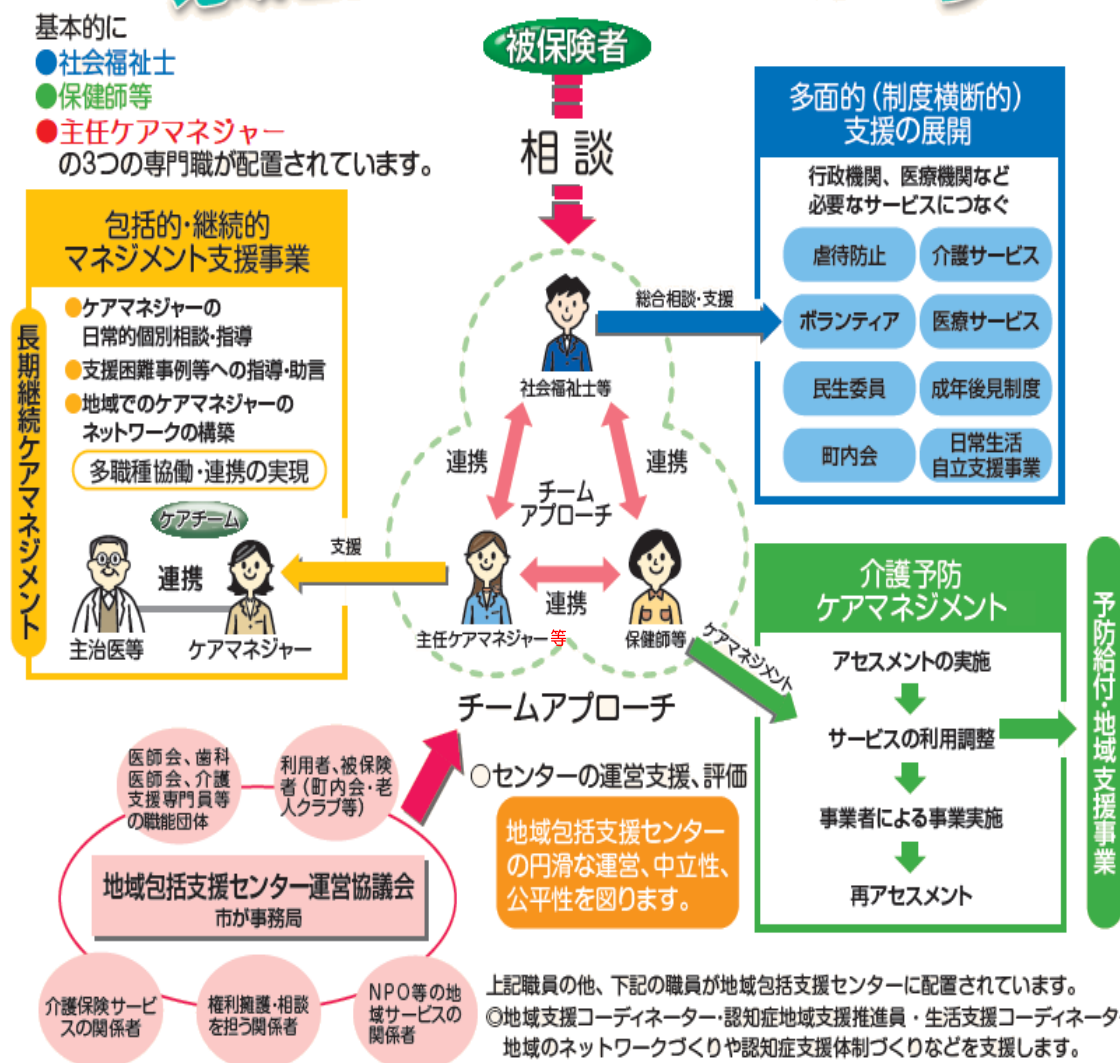 基本的に
●社会福祉士
●保健師等
●主任ケアマネジャー
の3つの専門職が配置されています。
被保険者
相談
多面的(制度横断的)
支援の展開
行政機関、医療機関など
必要なサービスにつなぐ
虐待防止
介護サービス
ボランティア
医療サービス
民生委員
成年後見制度
町内会
日常生活
自立支援事業
包括的・継続的
マネジメント支援事業
●ケアマネジャーの
日常的個別相談・指導
●支援困難事例等への指導・助言
●地域でのケアマネジャーの
ネットワークの構築
多職種協働・連携の実現
ケアチーム
連携
主治医等
ケアマネジャー
長期継続ケアマネジメント
支援
総合相談・支援
社会福祉士等
連携
連携
チーム
アプローチ
連携
主任ケアマネジャー等
保健師等
ケアマネジメント
チームアプローチ
介護予防
ケアマネジメント
アセスメントの実施
サービスの利用調整
事業者による事業実施
再アセスメント
予防給付・地域支援事業
○センターの運営支援、評価
地域包括支援センター
の円滑な運営、中立性、
公平性を図ります。
医師会、歯科
医師会、介護
支援専門員等
の職能団体
利用者、被保険
者(町内会・老
人クラブ等)
地域包括支援センター運営協議会
市が事務局
介護保険サービ
スの関係者
権利擁護・相談
を担う関係者
NPO等の地
域サービスの
関係者
上記職員の他、下記の職員が地域包括支援センターに配置されています。
◎地域支援コーディネーター・認知症地域支援推進員・生活支援コーディネータ
地域のネットワークづくりや認知症支援体制づくりなどを支援します。